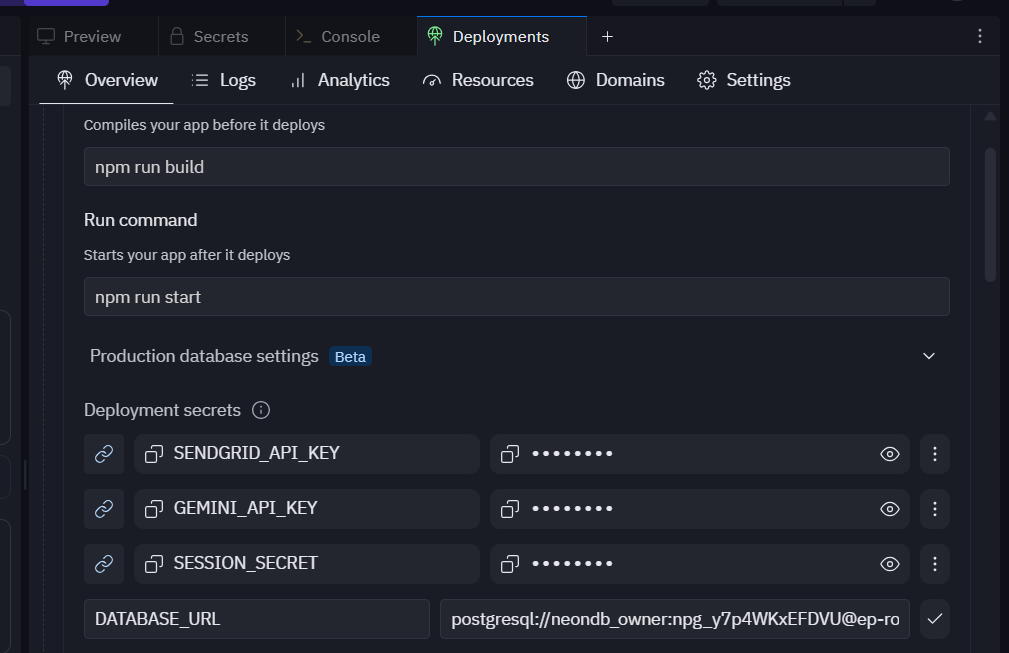 Preview Secrets Console Deployments
Overview Logs Analytics Resources Domains Settings
Compiles your app before it deploys
npm run build
Run command
Starts your app after it deploys
npm run start
Production database settings Beta
Deployment secrets
SENDGRID_API_KEY ••••••••
GEMINI_API_KEY ••••••••
SESSION_SECRET ••••••••
DATABASE_URL postgresql://neondb_owner:npg_y7p4WKxEFDVU@ep-ro